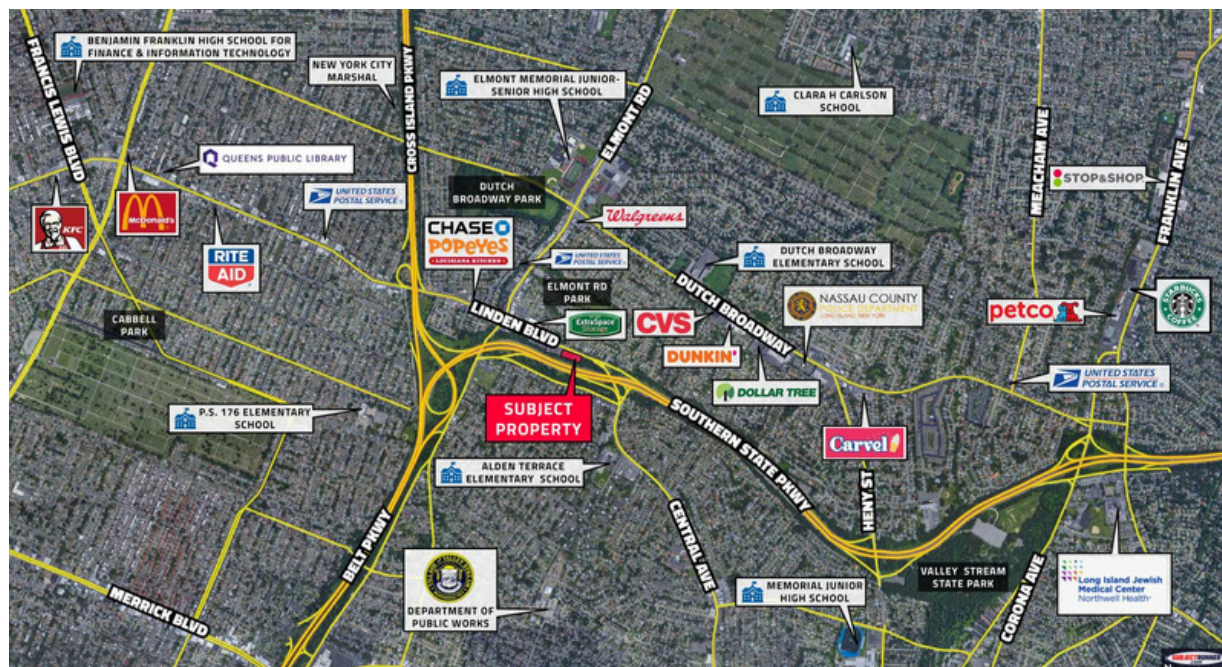 FRANCIS LEWIS BLVD
BENJAMIN FRANKLIN HIGH SCHOOL FOR
FINANCE & INFORMATION TECHNOLOGY
NEW YORK CITY
MARSHAL
CROSS ISLAND PKWY
ELMONT MEMORIAL JUNIOR-
SENIOR HIGH SCHOOL
ELMONT RD
CLARA H CARLSON
SCHOOL
MEACHAM AVE
FRANKLIN AVE
STOP&SHOP
QUEENS PUBLIC LIBRARY
UNITED STATES
POSTAL SERVICE
KFC
McDonald's
RITE
AID
DUTCH
BROADWAY PARK
Walgreens
CHASE
POPEYES
LOUISIANA KITCHEN
UNITED STATES
POSTAL SERVICE
DUTCH BROADWAY
ELEMENTARY SCHOOL
ELMONT RD
PARK
LINDEN BLVD
ExtraSpace
Storage
CVS
DUTCH BROADWAY
NASSAU COUNTY
POLICE DEPARTMENT
LONG ISLAND, NEW YORK
petco
STARBUCKS
COFFEE
CABBELL
PARK
DUNKIN'
DOLLAR TREE
UNITED STATES
POSTAL SERVICE
P.S. 176 ELEMENTARY
SCHOOL
SUBJECT
PROPERTY
SOUTHERN STATE PKWY
Carvel
ALDEN TERRACE
ELEMENTARY SCHOOL
HENY ST
CENTRAL AVE
BELT PKWY
MERRICK BLVD
DEPARTMENT OF
PUBLIC WORKS
MEMORIAL JUNIOR
HIGH SCHOOL
VALLEY STREAM
STATE PARK
CORONA AVE
Long Island Jewish
Medical Center
Northwell Health